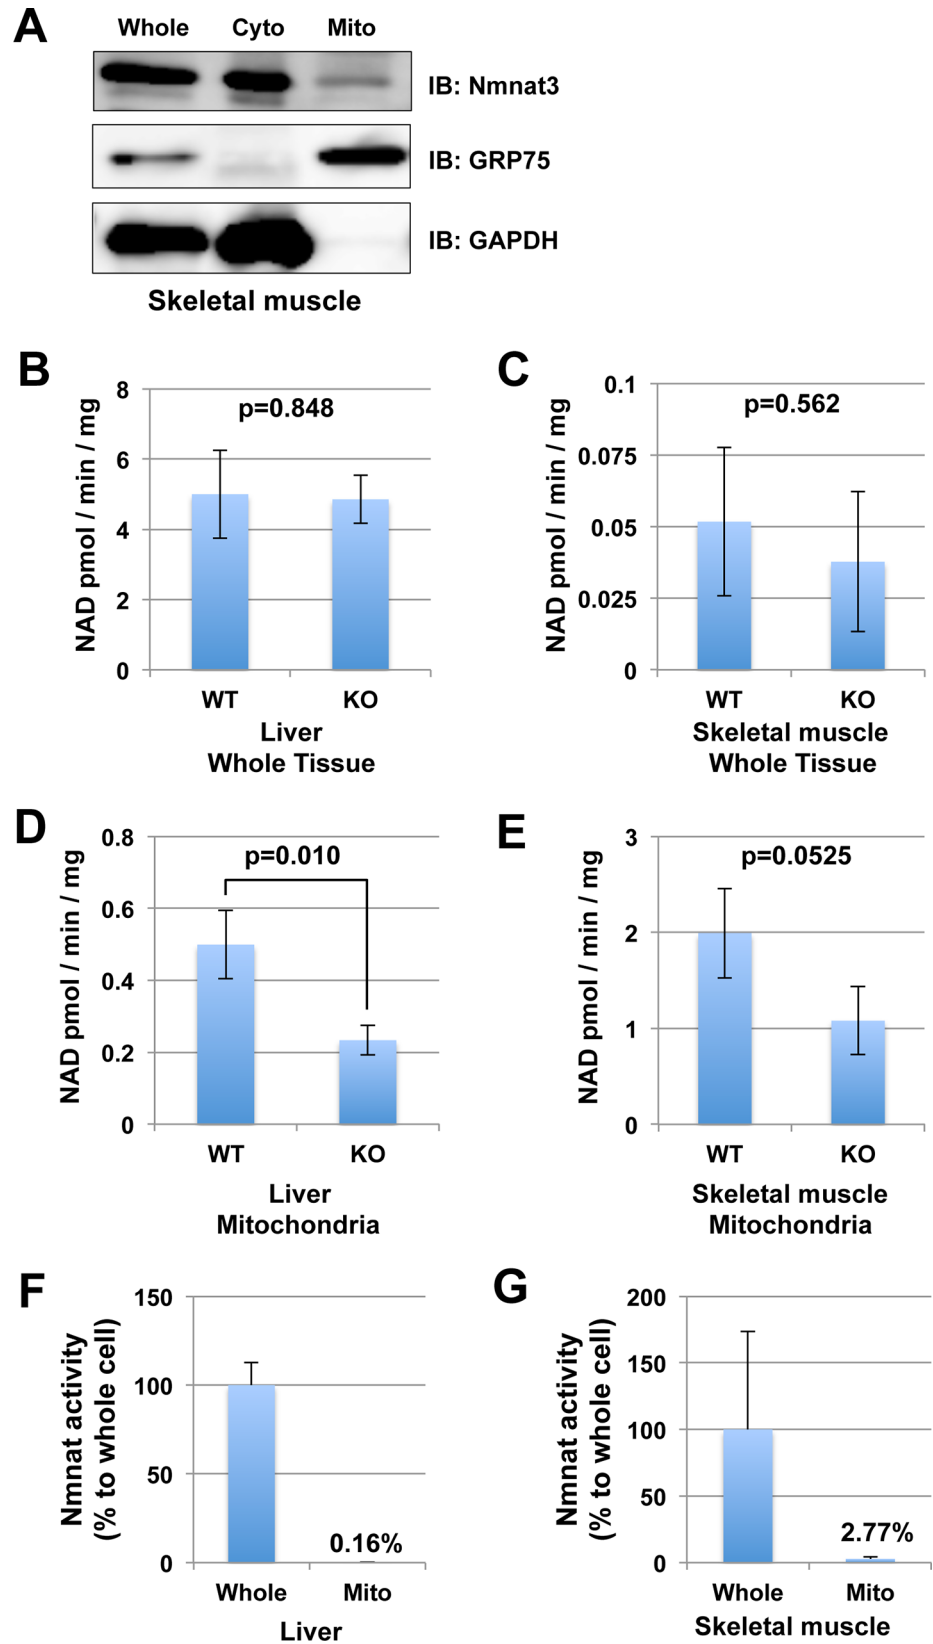 A
Whole Cyto Mito
IB: Nmnat3
IB: GRP75
IB: GAPDH
Skeletal muscle
B
NAD pmol / min / mg
8
6
4
2
0
p=0.848
WT KO
Liver
Whole Tissue
C
NAD pmol / min / mg
0.1
0.075
0.05
0.025
0
p=0.562
WT KO
Skeletal muscle
Whole Tissue
D
NAD pmol / min / mg
0.8
0.6
0.4
0.2
0
p=0.010
WT KO
Liver
Mitochondria
E
NAD pmol / min / mg
3
2
1
0
p=0.0525
WT KO
Skeletal muscle
Mitochondria
F
Nmnat activity
(% to whole cell)
150
100
50
0
0.16%
Whole Mito
Liver
G
Nmnat activity
(% to whole cell)
200
150
100
50
0
2.77%
Whole Mito
Skeletal muscle